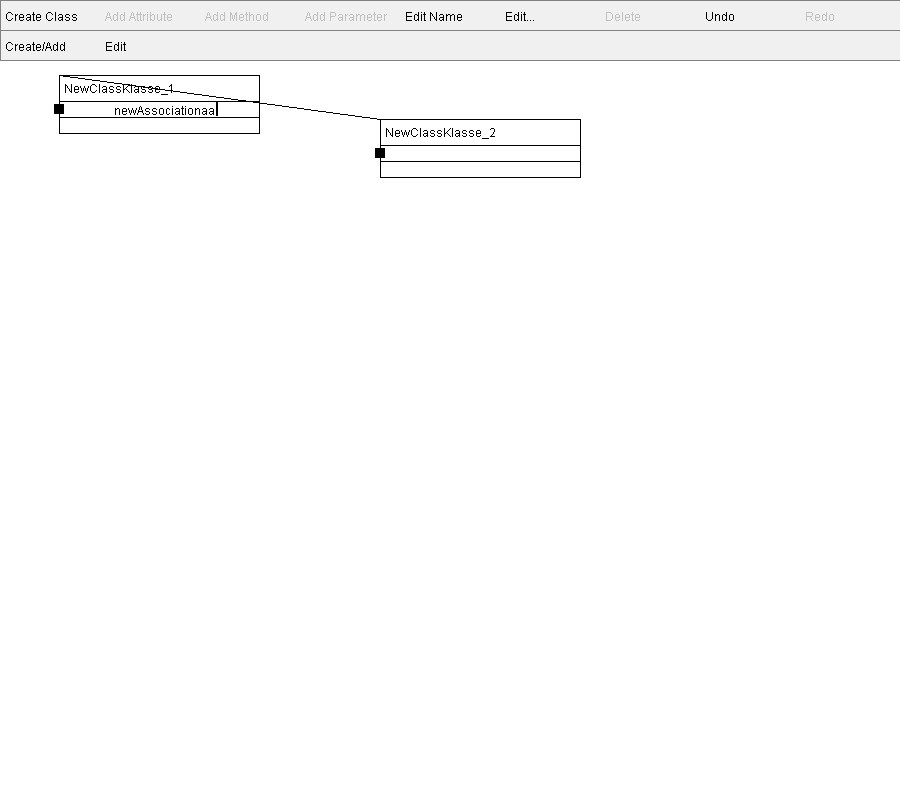 Create Class Add Attribute Add Method Add Parameter Edit Name Edit... Delete Undo Redo
Create/Add Edit
NewClassKlasse_1
newAssociationaa
NewClassKlasse_2